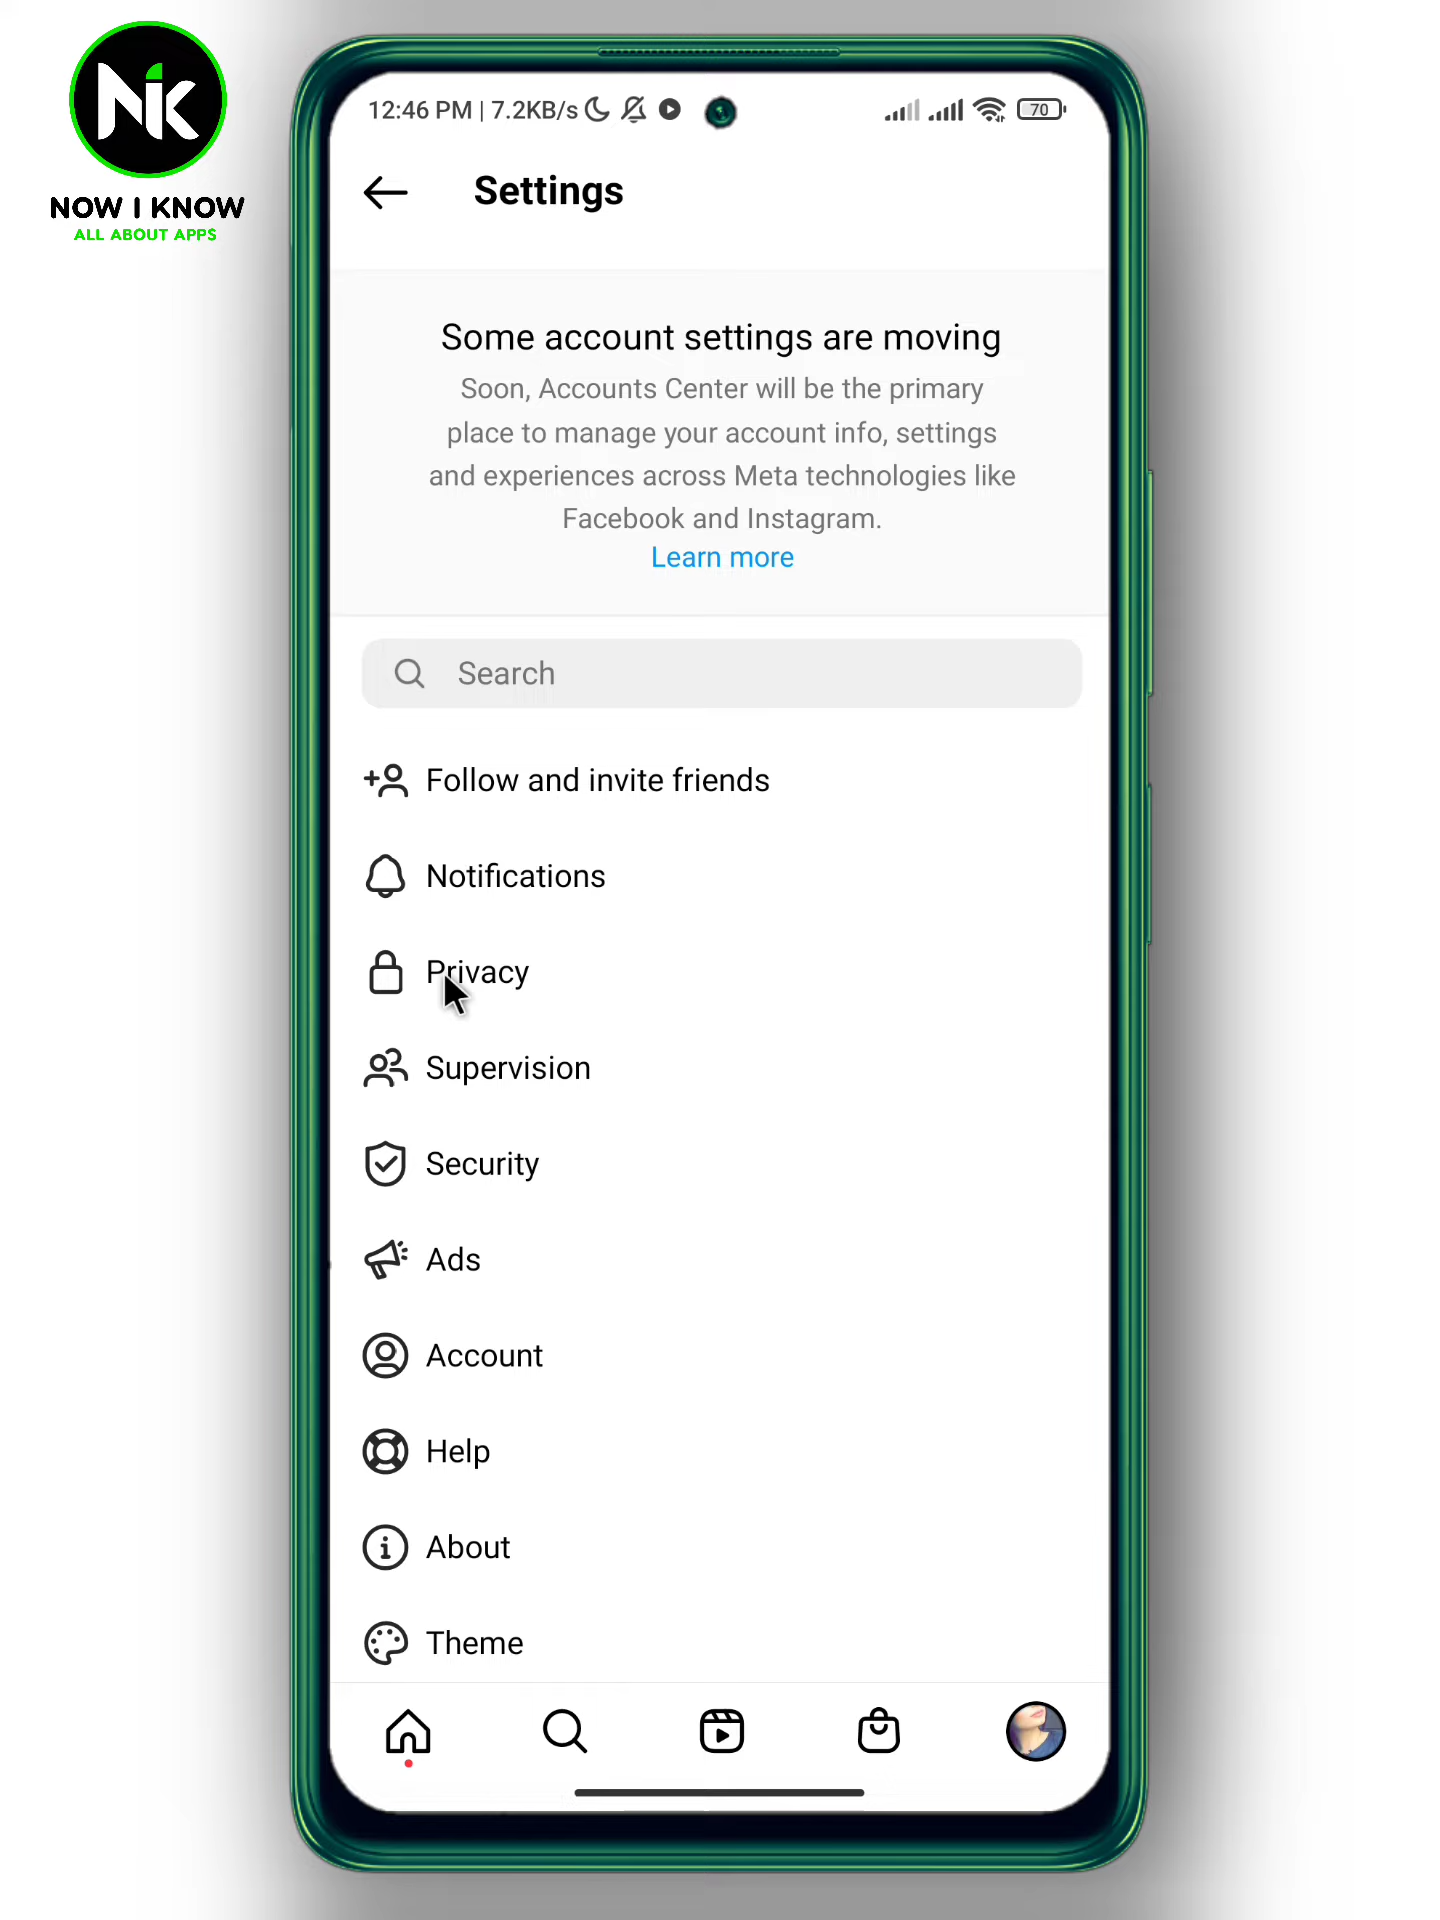 NiK
NOW I KNOW
ALL ABOUT APPS
12:46 PM | 7.2KB/s
70
Settings
Some account settings are moving
Soon, Accounts Center will be the primary
place to manage your account info, settings
and experiences across Meta technologies like
Facebook and Instagram.
Learn more
Search
Follow and invite friends
Notifications
Privacy
Supervision
Security
Ads
Account
Help
About
Theme